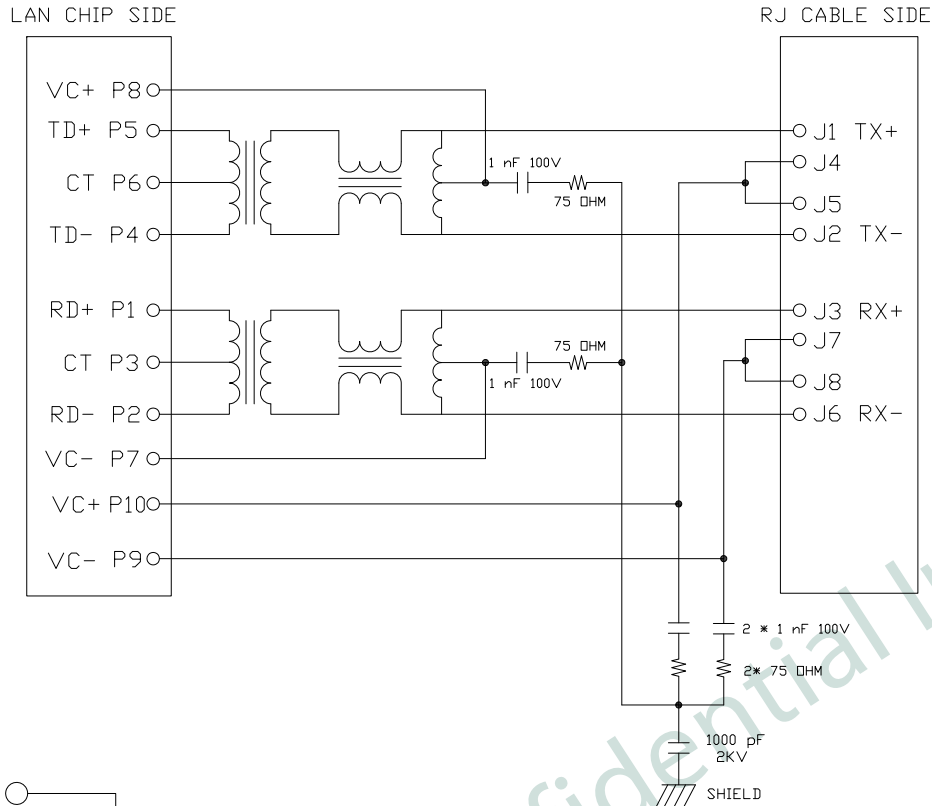 LAN CHIP SIDE
RJ CABLE SIDE
VC+ P8
TD+ P5
CT P6
TD- P4
RD+ P1
CT P3
RD- P2
VC- P7
VC+ P10
VC- P9
1 nF 100V
75 OHM
75 OHM
1 nF 100V
J1 TX+
J4
J5
J2 TX-
J3 RX+
J7
J8
J6 RX-
2 * 1 nF 100V
2* 75 OHM
1000 pF
2KV
SHIELD